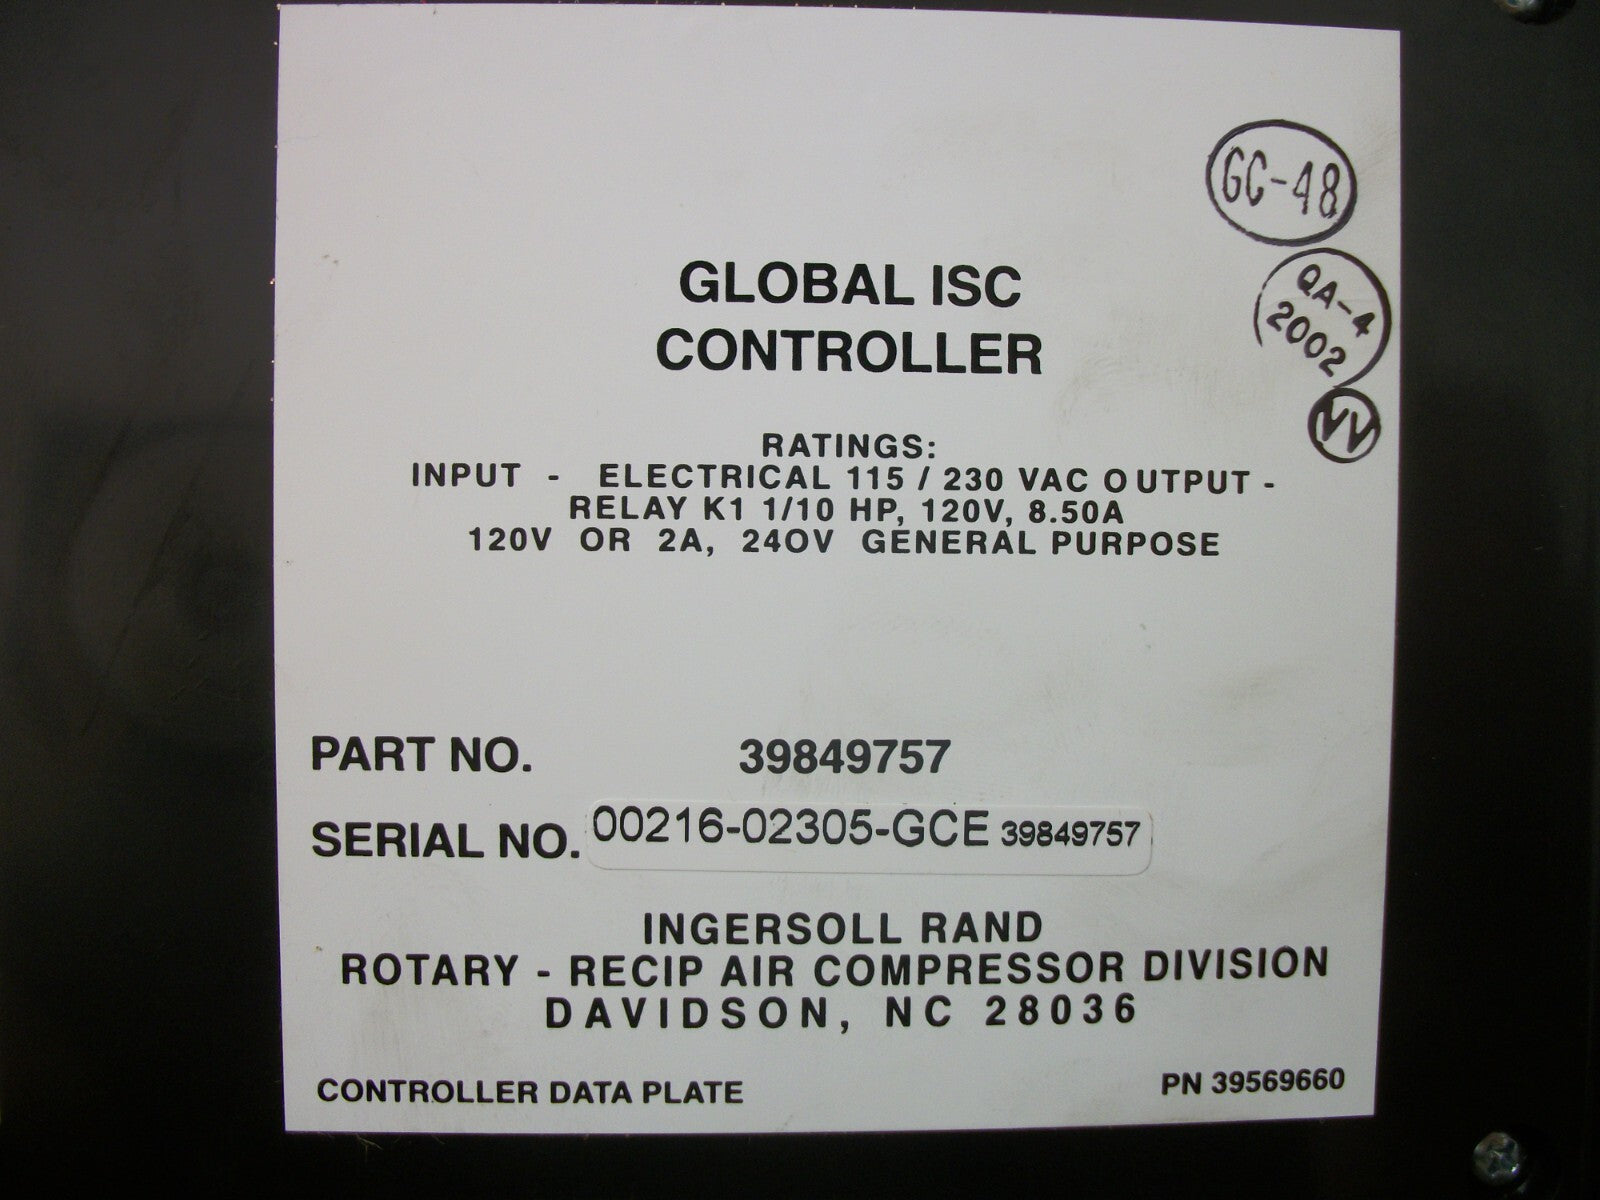 GC-48
QA-4
2002
VV
GLOBAL ISC
CONTROLLER
RATINGS:
INPUT - ELECTRICAL 115 / 230 VAC OUTPUT -
RELAY K1 1/10 HP, 120V, 8.50A
120V OR 2A, 24OV GENERAL PURPOSE
PART NO. 39849757
SERIAL NO. 00216-02305-GCE 39849757
INGERSOLL RAND
ROTARY - RECIP AIR COMPRESSOR DIVISION
DAVIDSON, NC 28036
CONTROLLER DATA PLATE PN 39569660